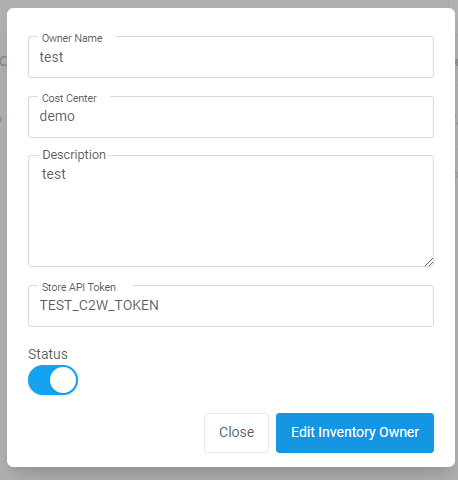 Owner Name
test
Cost Center
demo
Description
test
Store API Token
TEST_C2W_TOKEN
Status
Close
Edit Inventory Owner